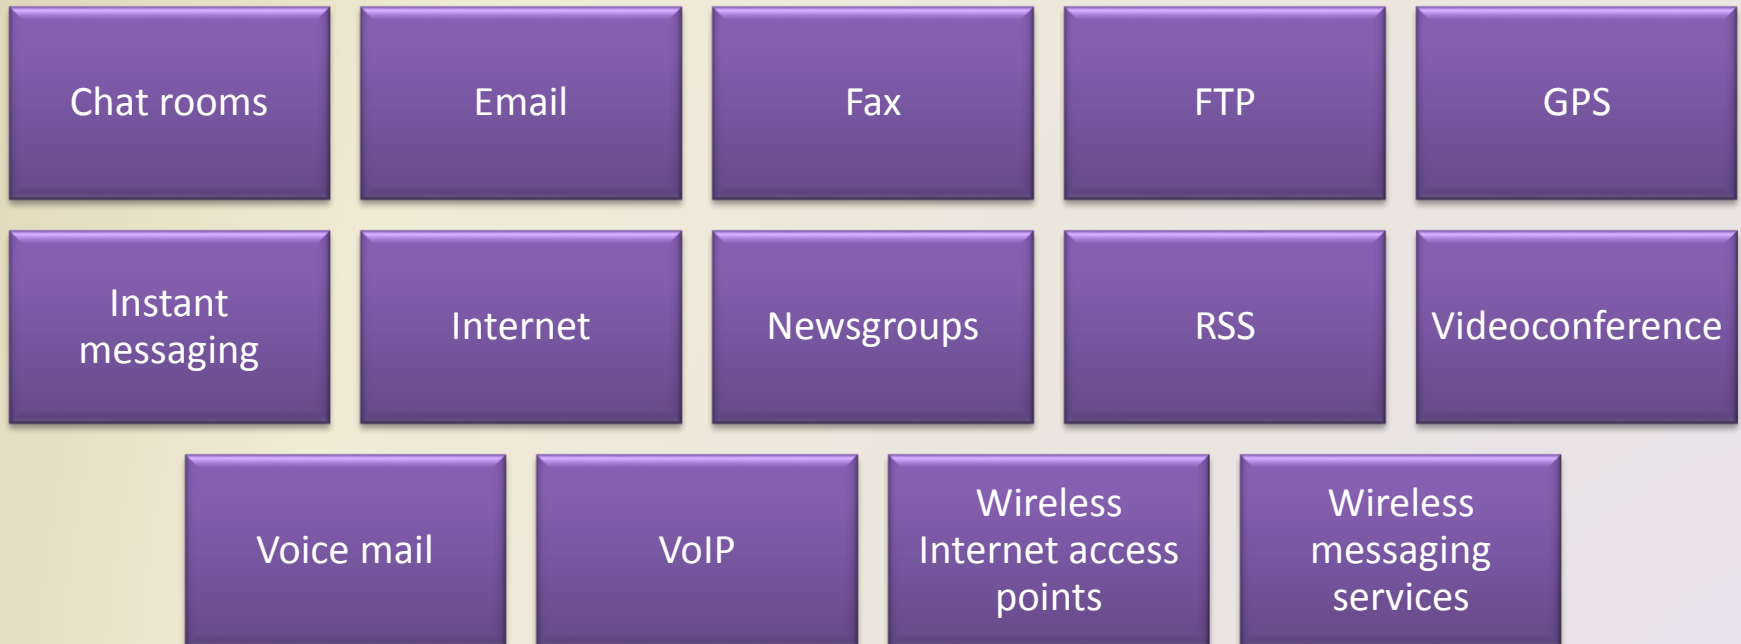 Chat rooms
Email
Fax
FTP
GPS
Instant
messaging
Internet
Newsgroups
RSS
Videoconference
Voice mail
VoIP
Wireless
Internet access
points
Wireless
messaging
services